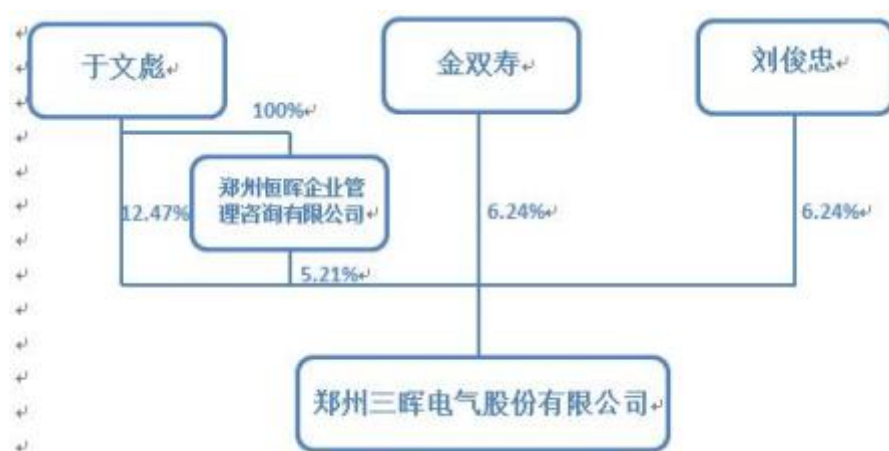 于文彪
金双寿
刘俊忠
100%
郑州恒晖企业管
理咨询有限公司
12.47%
6.24%
6.24%
5.21%
郑州三晖电气股份有限公司